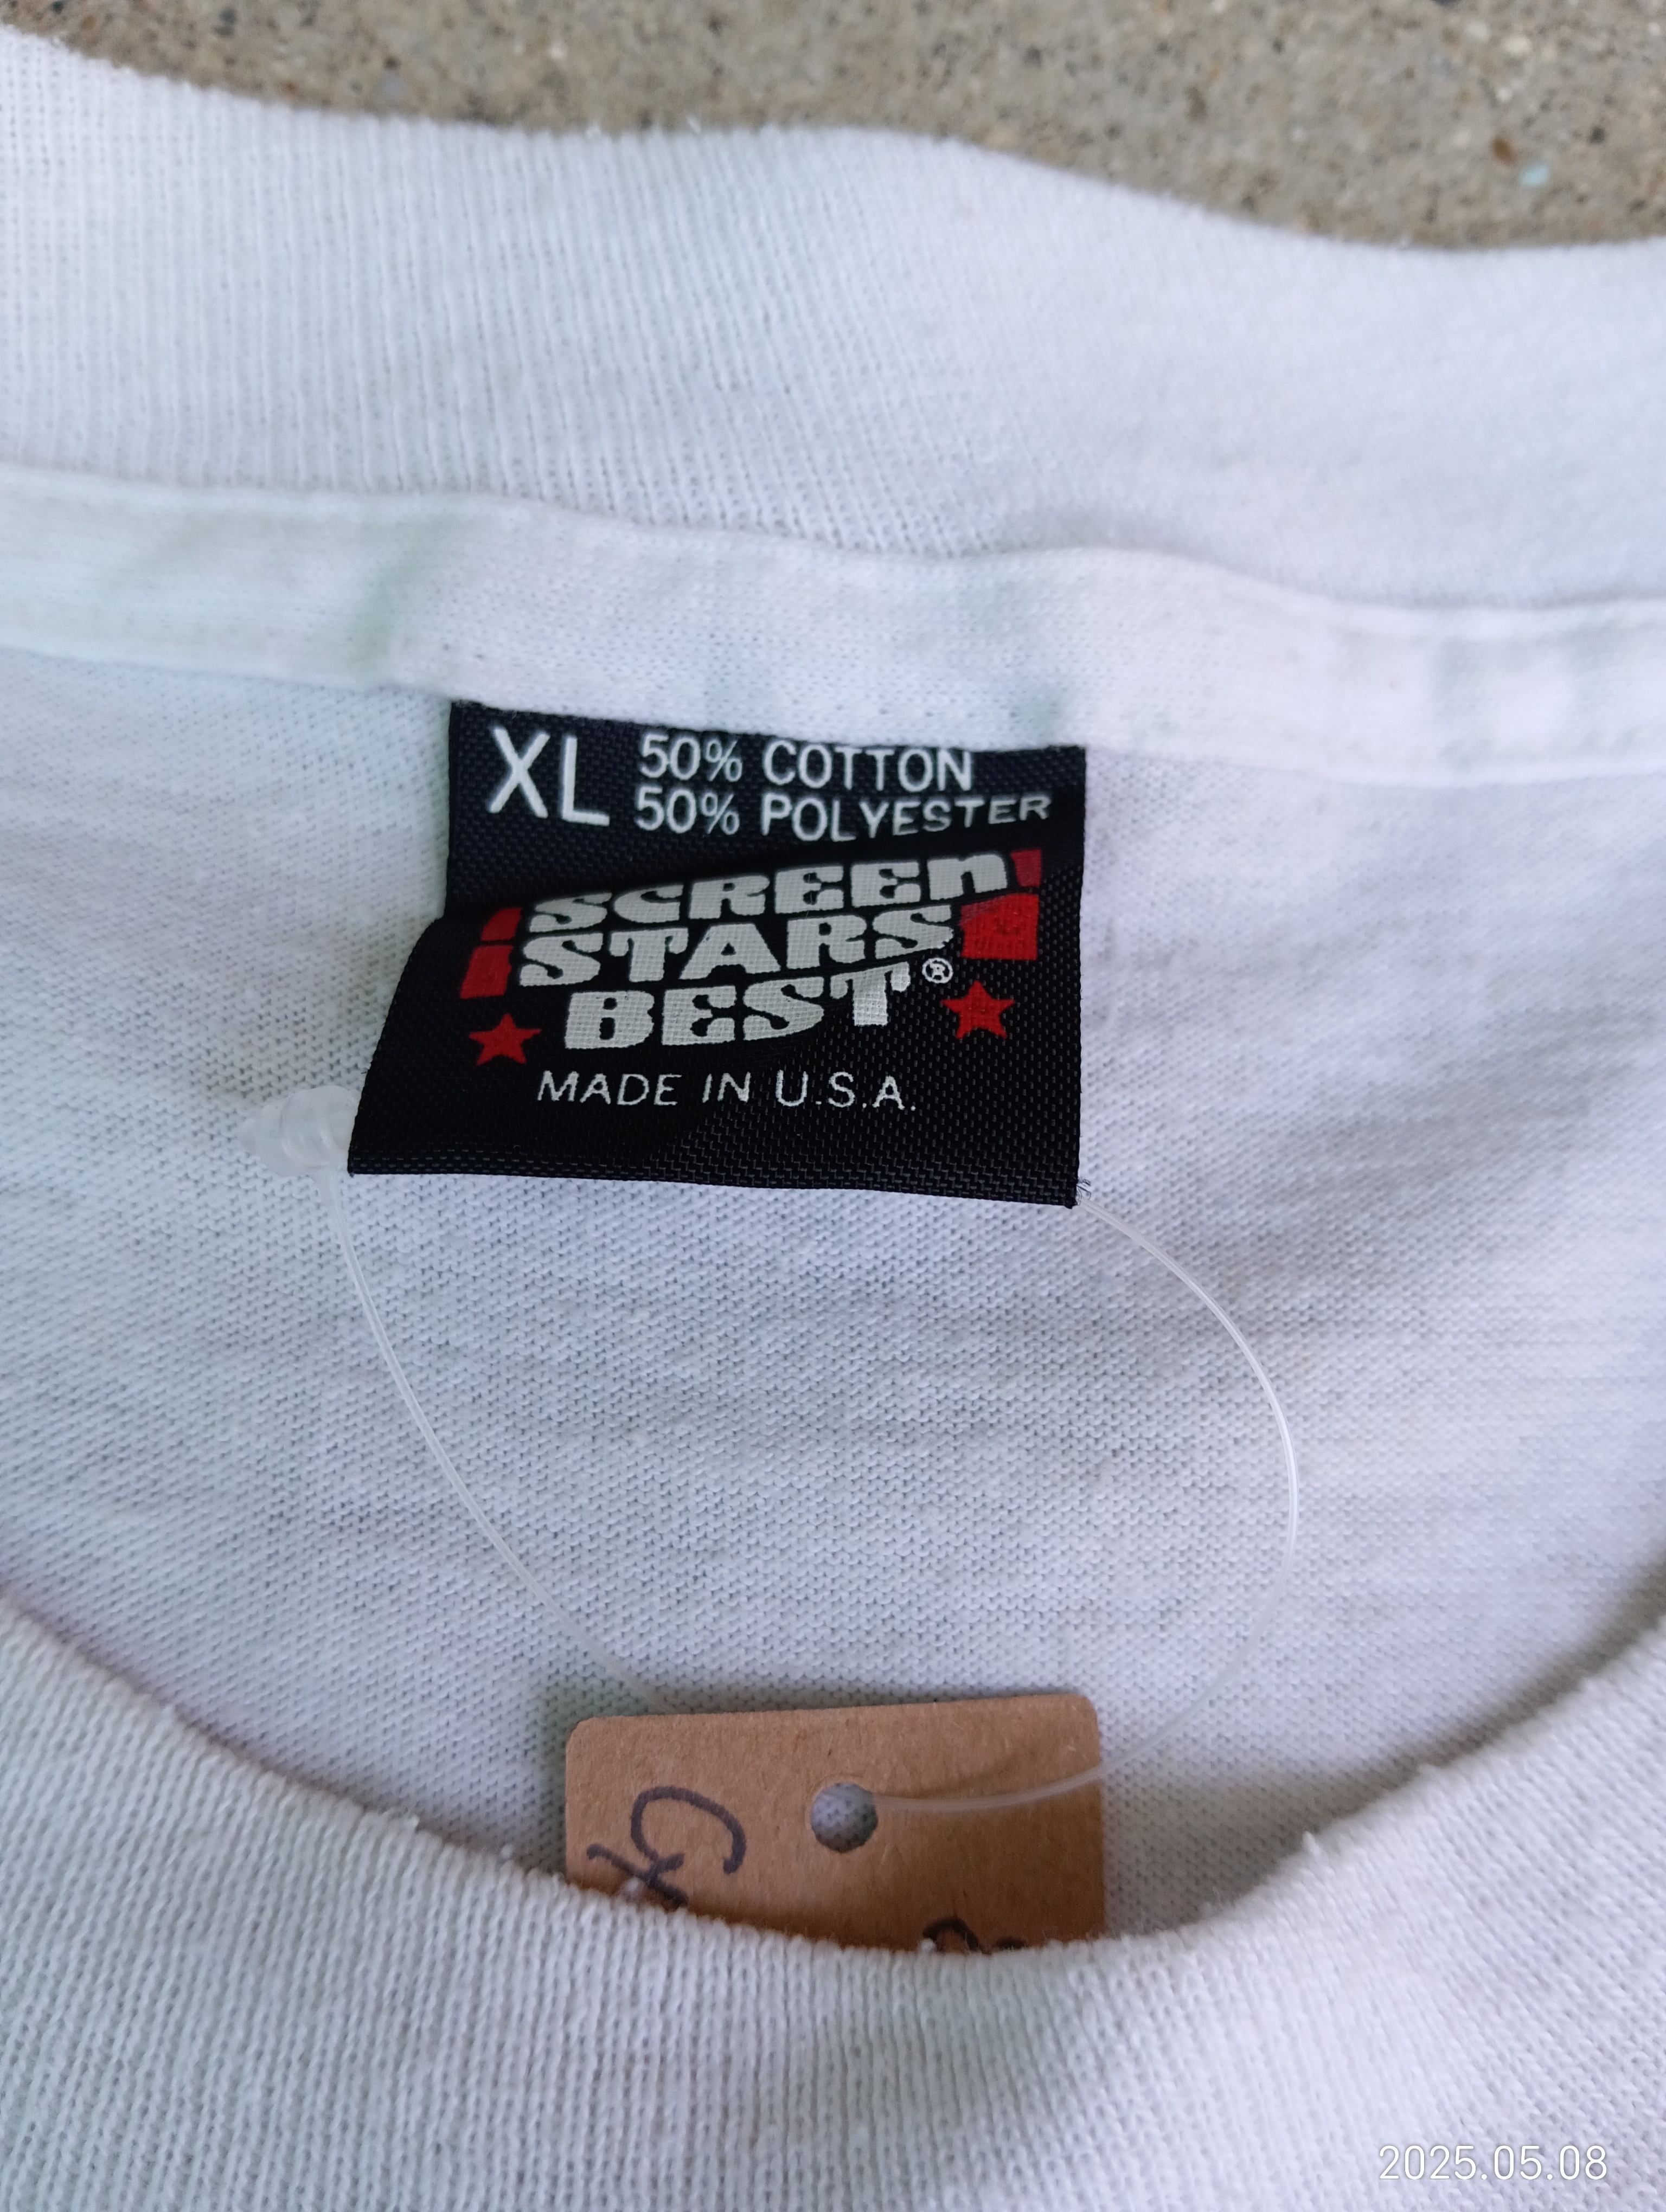 XL 50% COTTON
50% POLYESTER
SCREEN
STARS
BEST®
MADE IN U.S.A.
2025.05.08